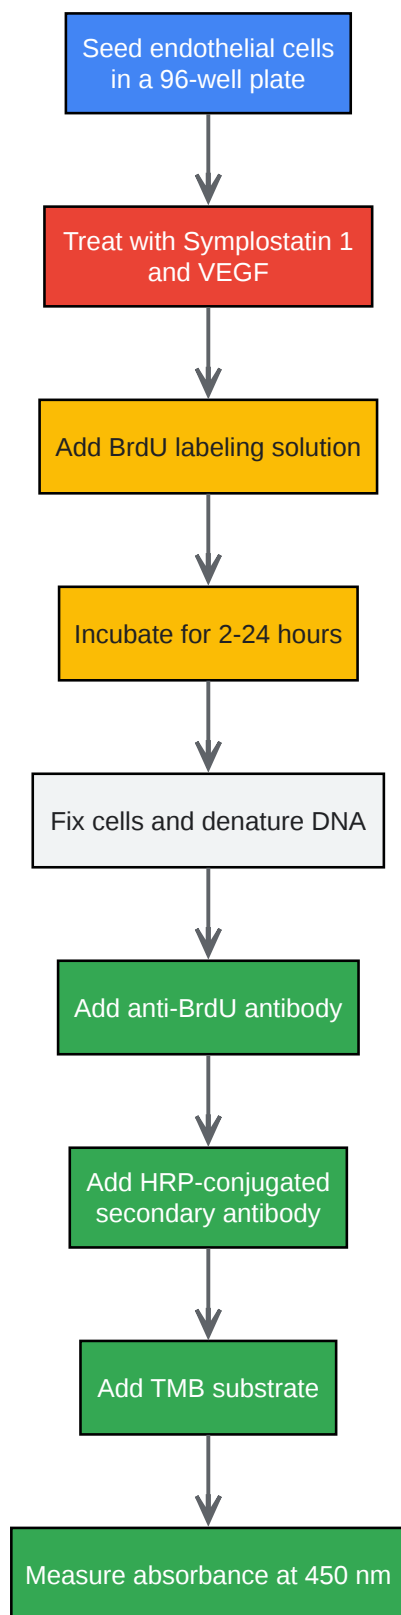 Seed endothelial cells
in a 96-well plate
Treat with Symplostatin 1
and VEGF
Add BrdU labeling solution
Incubate for 2-24 hours
Fix cells and denature DNA
Add anti-BrdU antibody
Add HRP-conjugated
secondary antibody
Add TMB substrate
Measure absorbance at 450 nm